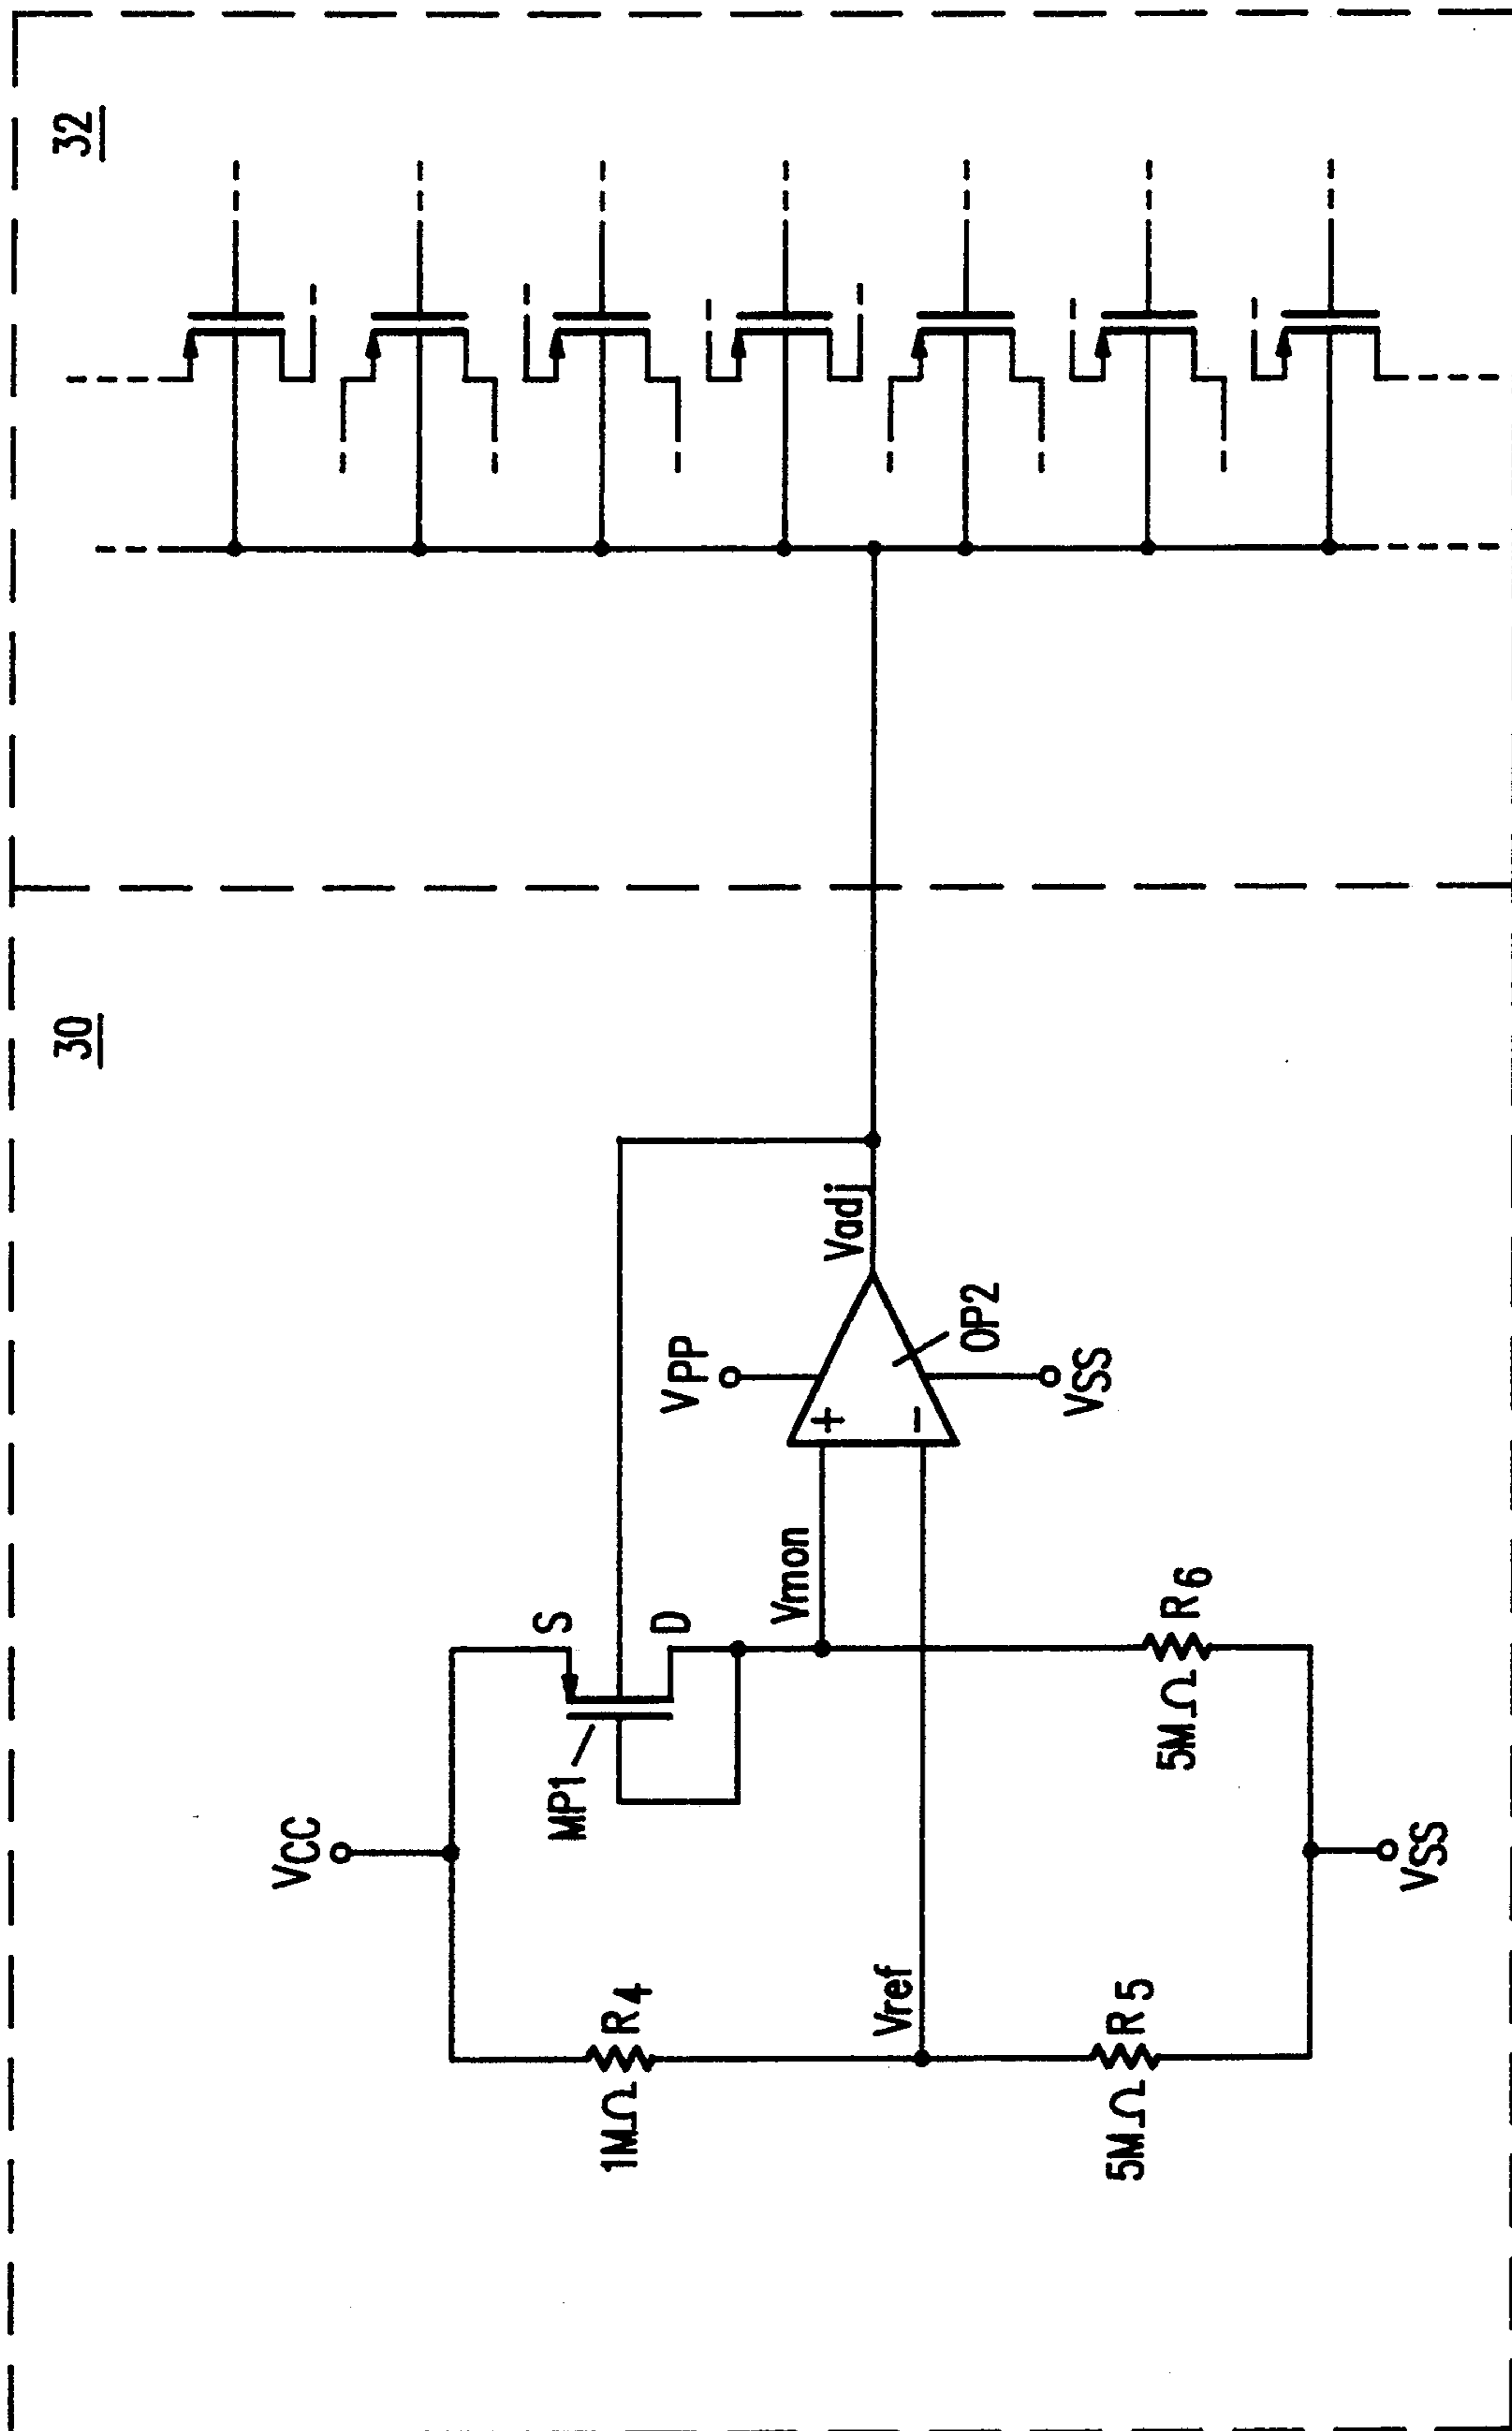 30
32
VCC
VPP
MP1
S
D
Vmon
Vadj
+
-
OP2
VSS
1MΩ R4
Vref
5MΩ R5
5MΩ R6
VSS